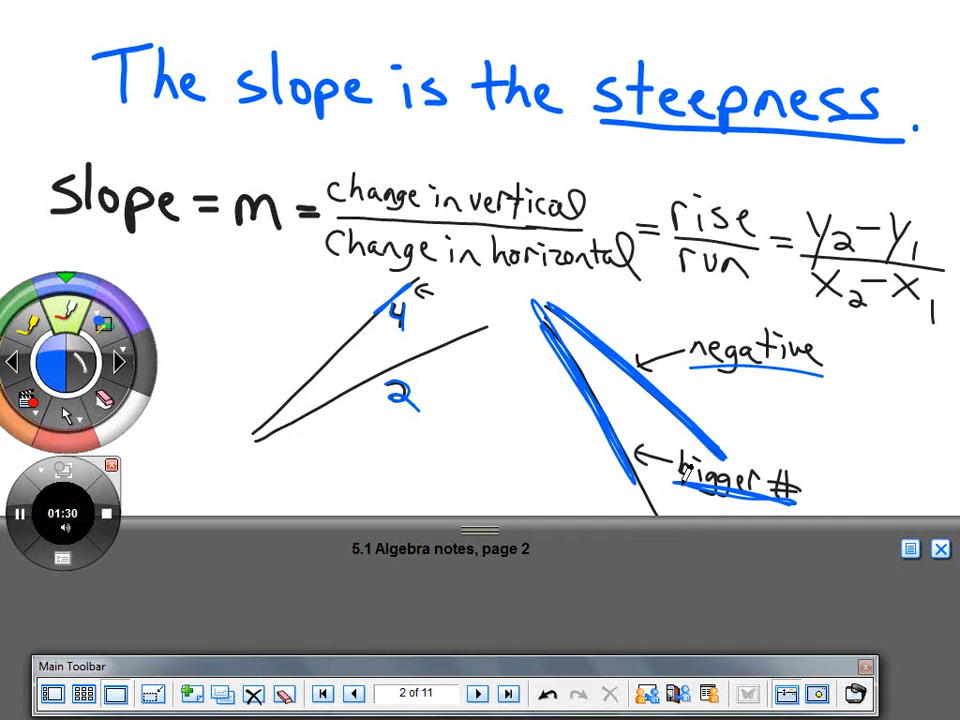 The slope is the steepness.
slope = m = change in vertical / change in horizontal = rise / run = y2 - y1 / x2 - x1
4
2
negative
bigger #
01:30
5.1 Algebra notes, page 2
Main Toolbar
2 of 11